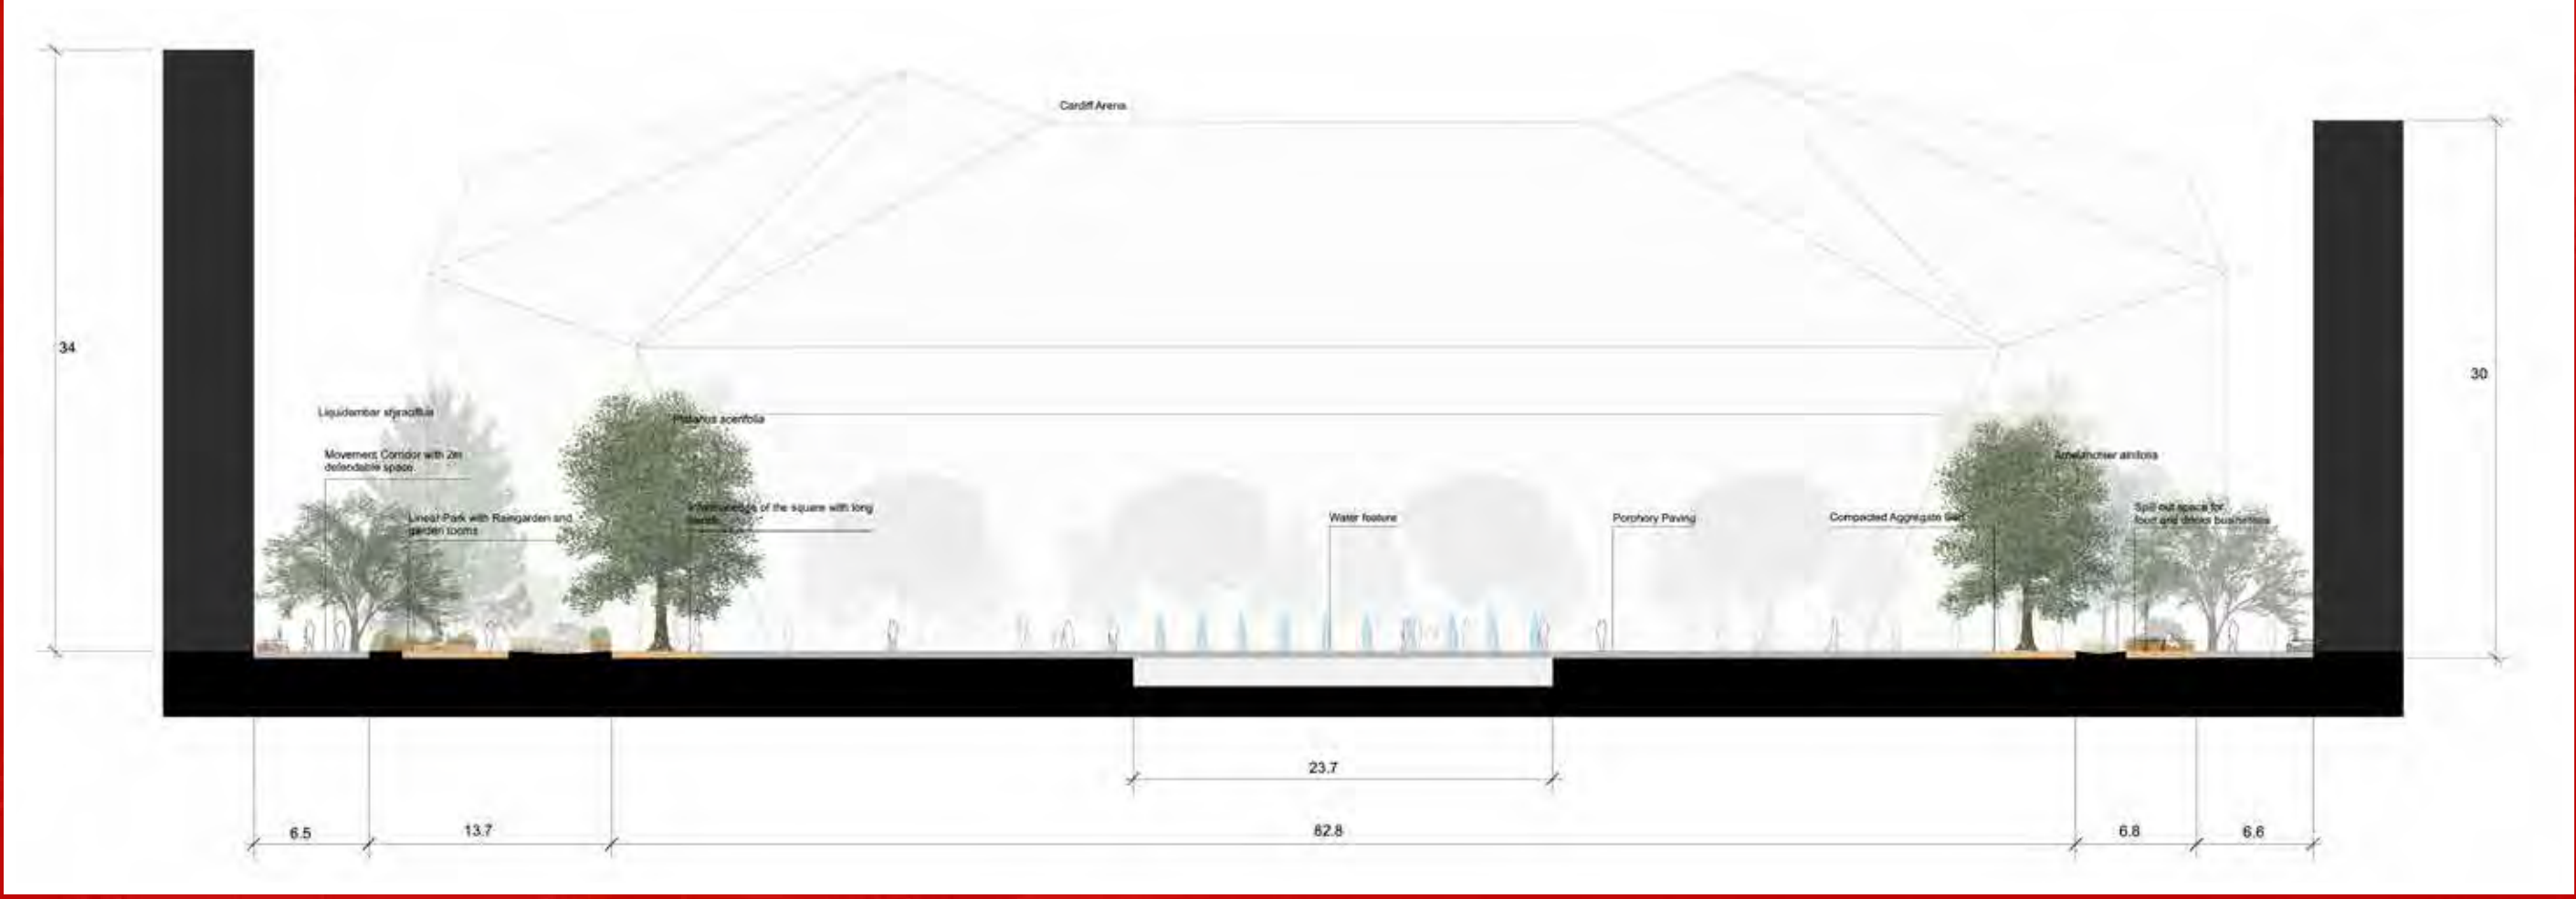 Cardiff Arena
34
30
Liquidambar styraciflua
Platanus acerifolia
Movement Corridor with 2m
defendable space
Amelanchier alnifolia
Linear Park with Raingarden and
garden rooms
edge of the square with long
Water feature
Porphory Paving
Compacted Aggregate
Spill out space for
food and drinks businesses
23.7
6.5
13.7
62.8
6.8
6.6